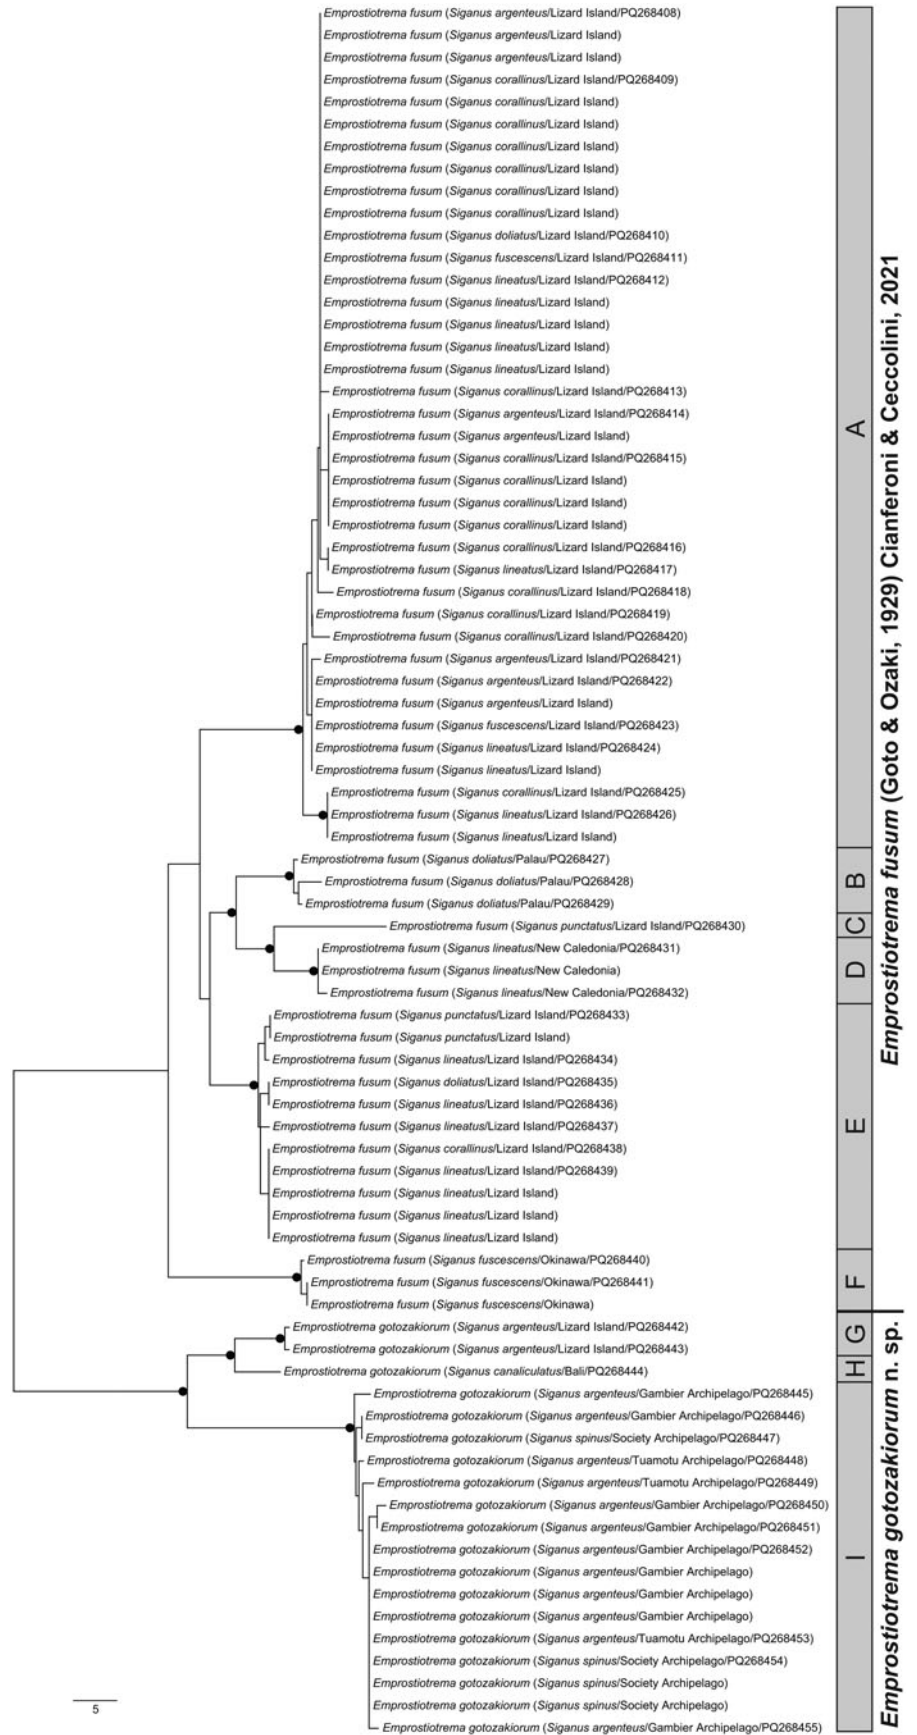 Emprostiotrema fusum (Siganus argenteus/Lizard Island/PQ268408)
Emprostiotrema fusum (Siganus argenteus/Lizard Island)
Emprostiotrema fusum (Siganus argenteus/Lizard Island)
Emprostiotrema fusum (Siganus corallinus/Lizard Island/PQ268409)
Emprostiotrema fusum (Siganus corallinus/Lizard Island)
Emprostiotrema fusum (Siganus corallinus/Lizard Island)
Emprostiotrema fusum (Siganus corallinus/Lizard Island)
Emprostiotrema fusum (Siganus corallinus/Lizard Island)
Emprostiotrema fusum (Siganus corallinus/Lizard Island)
Emprostiotrema fusum (Siganus corallinus/Lizard Island)
Emprostiotrema fusum (Siganus doliatus/Lizard Island/PQ268410)
Emprostiotrema fusum (Siganus fuscescens/Lizard Island/PQ268411)
Emprostiotrema fusum (Siganus lineatus/Lizard Island/PQ268412)
Emprostiotrema fusum (Siganus lineatus/Lizard Island)
Emprostiotrema fusum (Siganus lineatus/Lizard Island)
Emprostiotrema fusum (Siganus lineatus/Lizard Island)
Emprostiotrema fusum (Siganus lineatus/Lizard Island)
Emprostiotrema fusum (Siganus corallinus/Lizard Island/PQ268413)
Emprostiotrema fusum (Siganus argenteus/Lizard Island/PQ268414)
Emprostiotrema fusum (Siganus argenteus/Lizard Island)
Emprostiotrema fusum (Siganus corallinus/Lizard Island/PQ268415)
Emprostiotrema fusum (Siganus corallinus/Lizard Island)
Emprostiotrema fusum (Siganus corallinus/Lizard Island)
Emprostiotrema fusum (Siganus corallinus/Lizard Island)
Emprostiotrema fusum (Siganus corallinus/Lizard Island/PQ268416)
Emprostiotrema fusum (Siganus lineatus/Lizard Island/PQ268417)
Emprostiotrema fusum (Siganus corallinus/Lizard Island/PQ268418)
Emprostiotrema fusum (Siganus corallinus/Lizard Island/PQ268419)
Emprostiotrema fusum (Siganus corallinus/Lizard Island/PQ268420)
Emprostiotrema fusum (Siganus argenteus/Lizard Island/PQ268421)
Emprostiotrema fusum (Siganus argenteus/Lizard Island/PQ268422)
Emprostiotrema fusum (Siganus argenteus/Lizard Island)
Emprostiotrema fusum (Siganus fuscescens/Lizard Island/PQ268423)
Emprostiotrema fusum (Siganus lineatus/Lizard Island/PQ268424)
Emprostiotrema fusum (Siganus lineatus/Lizard Island)
Emprostiotrema fusum (Siganus corallinus/Lizard Island/PQ268425)
Emprostiotrema fusum (Siganus lineatus/Lizard Island/PQ268426)
Emprostiotrema fusum (Siganus lineatus/Lizard Island)
Emprostiotrema fusum (Siganus doliatus/Palau/PQ268427)
Emprostiotrema fusum (Siganus doliatus/Palau/PQ268428)
Emprostiotrema fusum (Siganus doliatus/Palau/PQ268429)
Emprostiotrema fusum (Siganus punctatus/Lizard Island/PQ268430)
Emprostiotrema fusum (Siganus lineatus/New Caledonia/PQ268431)
Emprostiotrema fusum (Siganus lineatus/New Caledonia)
Emprostiotrema fusum (Siganus lineatus/New Caledonia/PQ268432)
Emprostiotrema fusum (Siganus punctatus/Lizard Island/PQ268433)
Emprostiotrema fusum (Siganus punctatus/Lizard Island)
Emprostiotrema fusum (Siganus lineatus/Lizard Island/PQ268434)
Emprostiotrema fusum (Siganus doliatus/Lizard Island/PQ268435)
Emprostiotrema fusum (Siganus lineatus/Lizard Island/PQ268436)
Emprostiotrema fusum (Siganus lineatus/Lizard Island/PQ268437)
Emprostiotrema fusum (Siganus corallinus/Lizard Island/PQ268438)
Emprostiotrema fusum (Siganus lineatus/Lizard Island/PQ268439)
Emprostiotrema fusum (Siganus lineatus/Lizard Island)
Emprostiotrema fusum (Siganus lineatus/Lizard Island)
Emprostiotrema fusum (Siganus lineatus/Lizard Island)
Emprostiotrema fusum (Siganus fuscescens/Okinawa/PQ268440)
Emprostiotrema fusum (Siganus fuscescens/Okinawa/PQ268441)
Emprostiotrema fusum (Siganus fuscescens/Okinawa)
Emprostiotrema gotozakiorum (Siganus argenteus/Lizard Island/PQ268442)
Emprostiotrema gotozakiorum (Siganus argenteus/Lizard Island/PQ268443)
Emprostiotrema gotozakiorum (Siganus canaliculatus/Bali/PQ268444)
Emprostiotrema gotozakiorum (Siganus argenteus/Gambier Archipelago/PQ268445)
Emprostiotrema gotozakiorum (Siganus argenteus/Gambier Archipelago/PQ268446)
Emprostiotrema gotozakiorum (Siganus spinus/Society Archipelago/PQ268447)
Emprostiotrema gotozakiorum (Siganus argenteus/Tuamotu Archipelago/PQ268448)
Emprostiotrema gotozakiorum (Siganus argenteus/Tuamotu Archipelago/PQ268449)
Emprostiotrema gotozakiorum (Siganus argenteus/Gambier Archipelago/PQ268450)
Emprostiotrema gotozakiorum (Siganus argenteus/Gambier Archipelago/PQ268451)
Emprostiotrema gotozakiorum (Siganus argenteus/Gambier Archipelago/PQ268452)
Emprostiotrema gotozakiorum (Siganus argenteus/Gambier Archipelago)
Emprostiotrema gotozakiorum (Siganus argenteus/Gambier Archipelago)
Emprostiotrema gotozakiorum (Siganus argenteus/Gambier Archipelago)
Emprostiotrema gotozakiorum (Siganus argenteus/Tuamotu Archipelago/PQ268453)
Emprostiotrema gotozakiorum (Siganus spinus/Society Archipelago/PQ268454)
Emprostiotrema gotozakiorum (Siganus spinus/Society Archipelago)
Emprostiotrema gotozakiorum (Siganus spinus/Society Archipelago)
Emprostiotrema gotozakiorum (Siganus argenteus/Gambier Archipelago/PQ268455)
5
A
B
C
D
E
F
G
H
I
Emprostiotrema fusum (Goto & Ozaki, 1929) Cianferoni & Ceccolini, 2021
Emprostiotrema gotozakiorum n. sp.